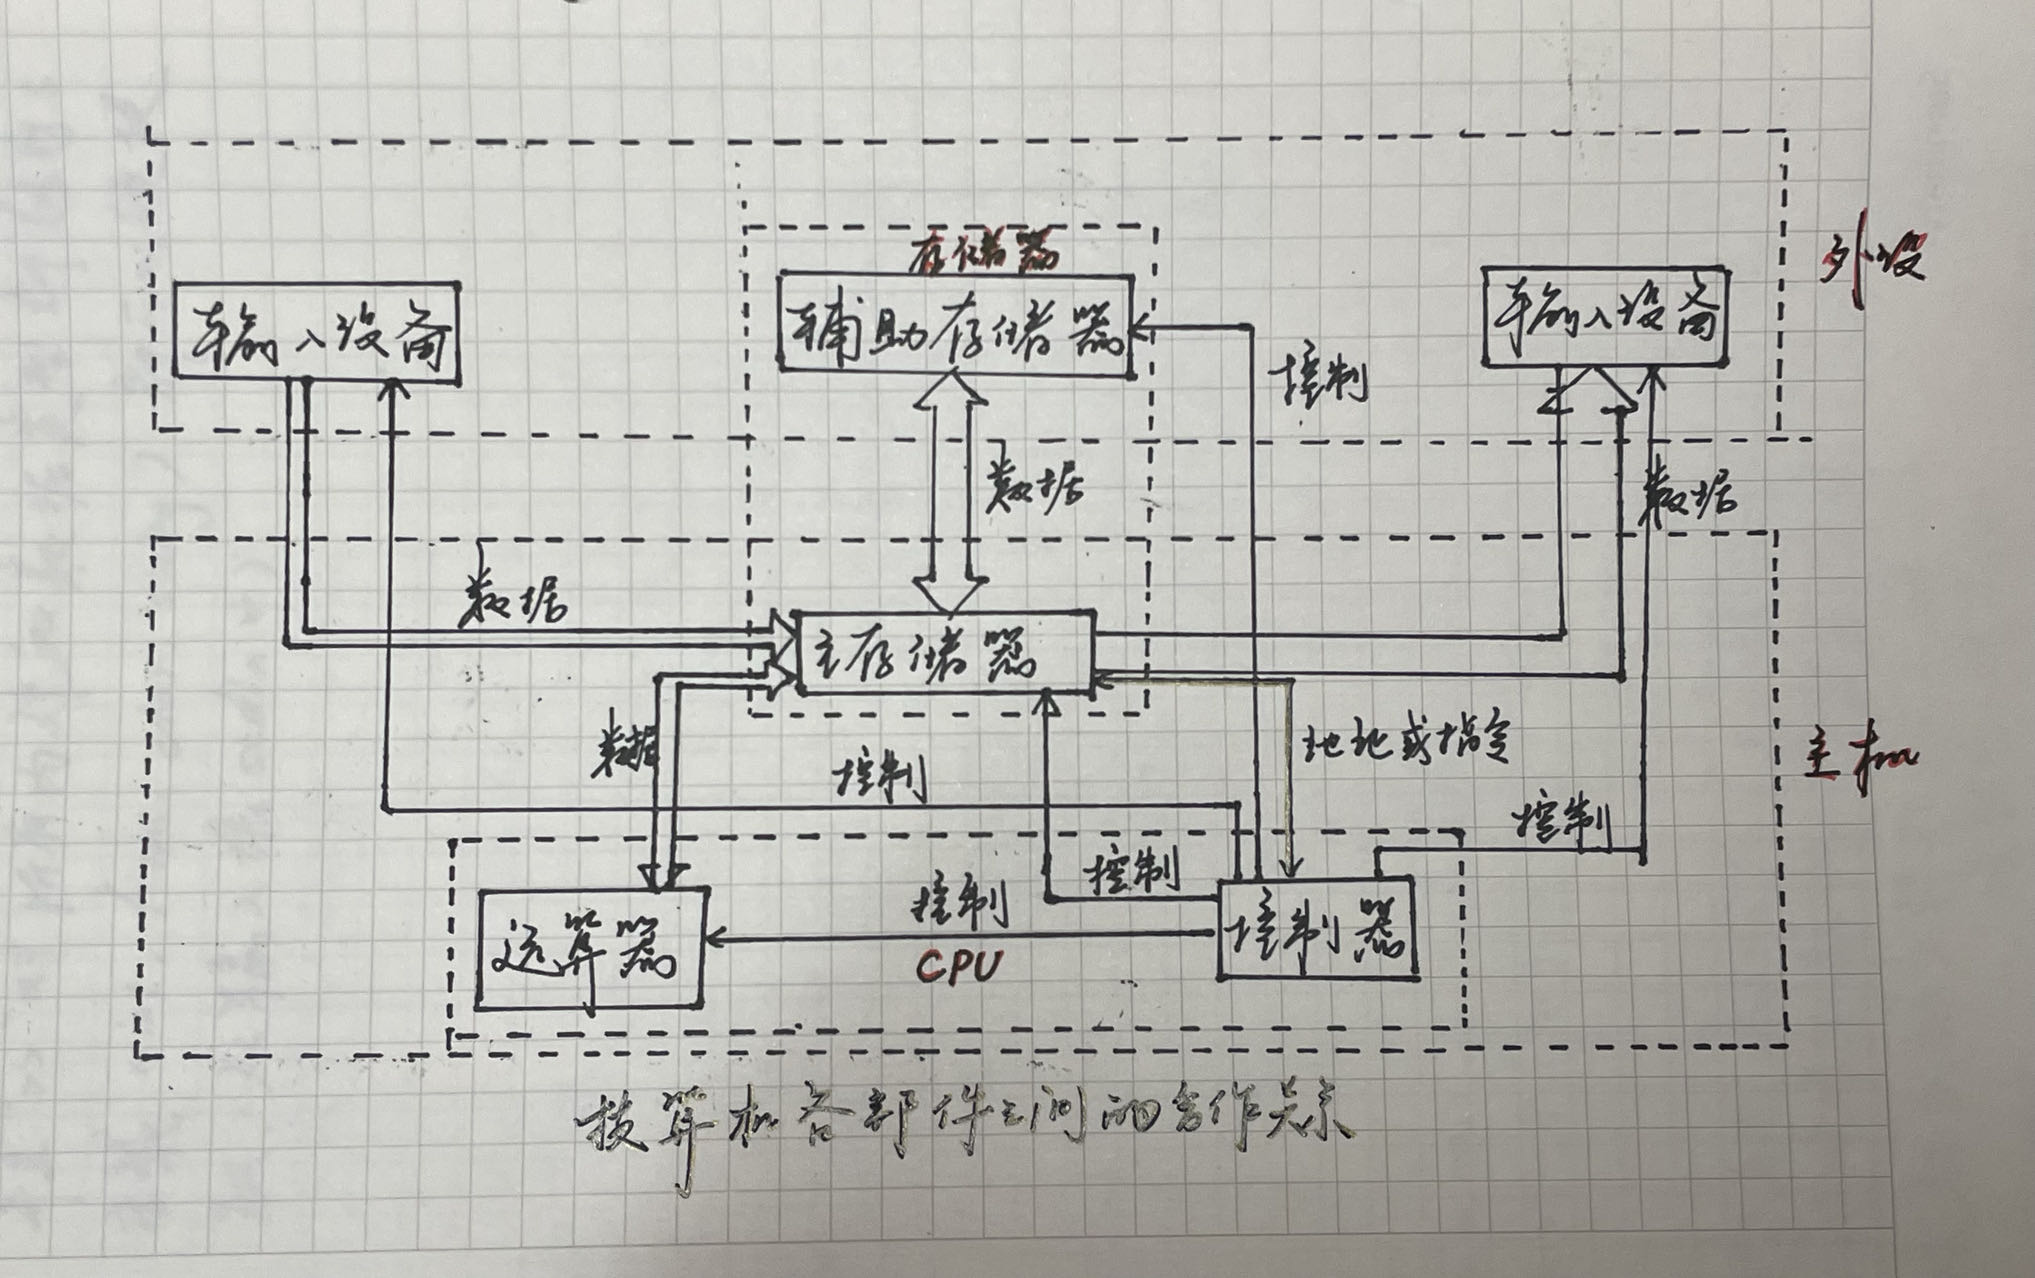 存储器
外设
输入设备
辅助存储器
输入设备
控制
数据
数据
数据
主存储器
数据
地址或指令
主机
控制
控制
控制
控制
运算器
控制器
CPU
计算机各部件之间的合作关系